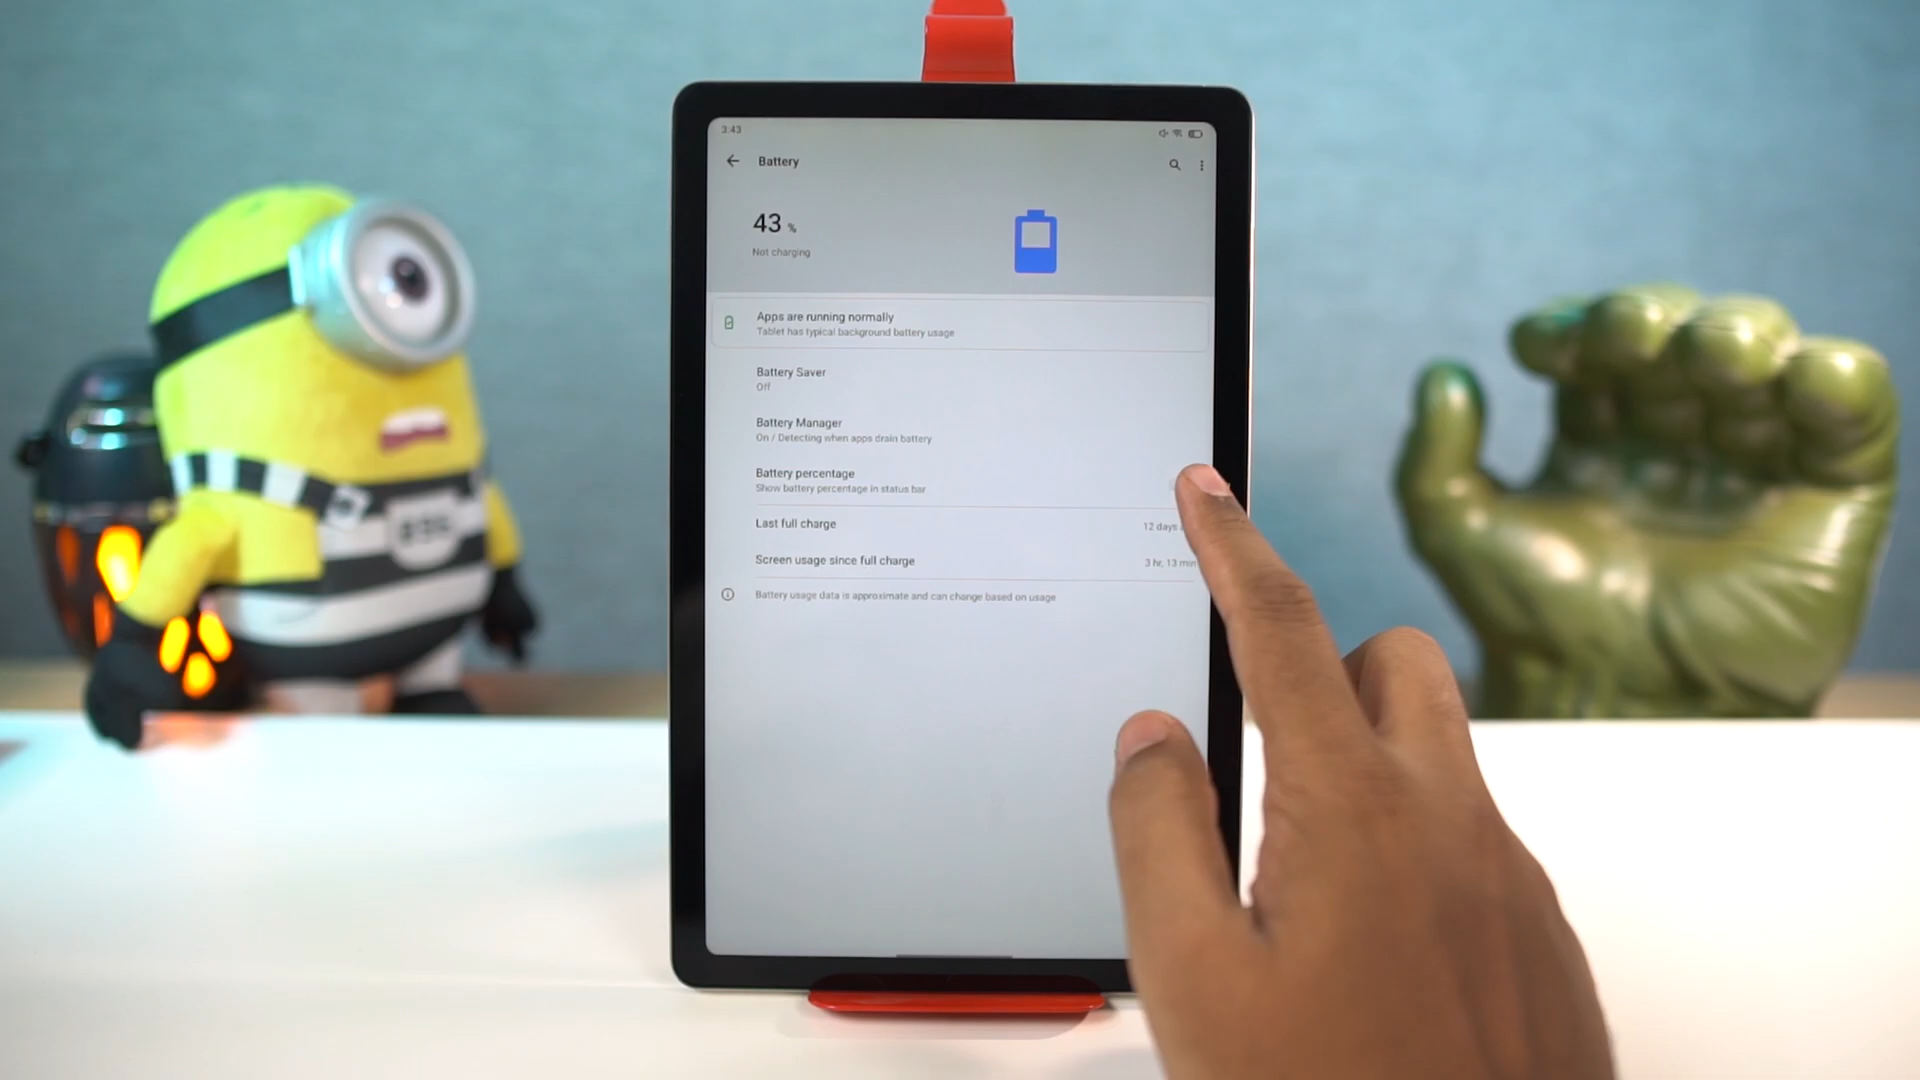 3:43
Battery
43 %
Not charging
Apps are running normally
Tablet has typical background battery usage
Battery Saver
Off
Battery Manager
On / Detecting when apps drain battery
Battery percentage
Show battery percentage in status bar
Last full charge
12 days
Screen usage since full charge
3 hr, 13 min
Battery usage data is approximate and can change based on usage